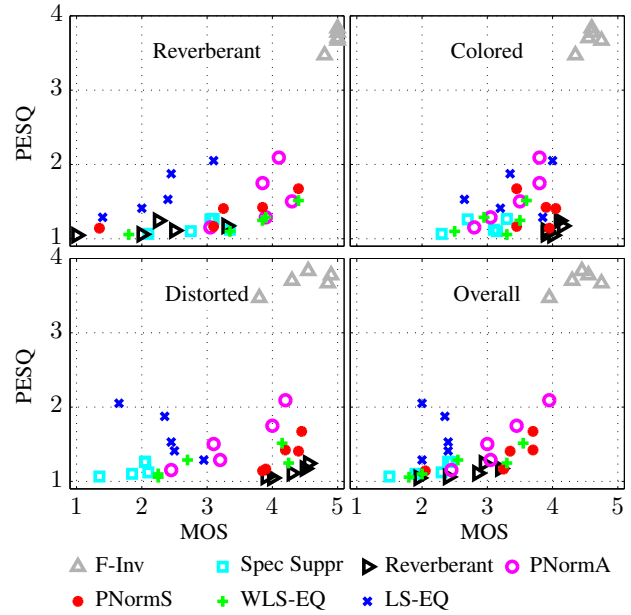 4
3
2
1
PESQ
Reverberant
Colored
4
3
2
1
PESQ
Distorted
Overall
1 2 3 4 5 1 2 3 4 5
MOS MOS
F-Inv Spec Suppr Reverberant PNormA
PNormS WLS-EQ LS-EQ